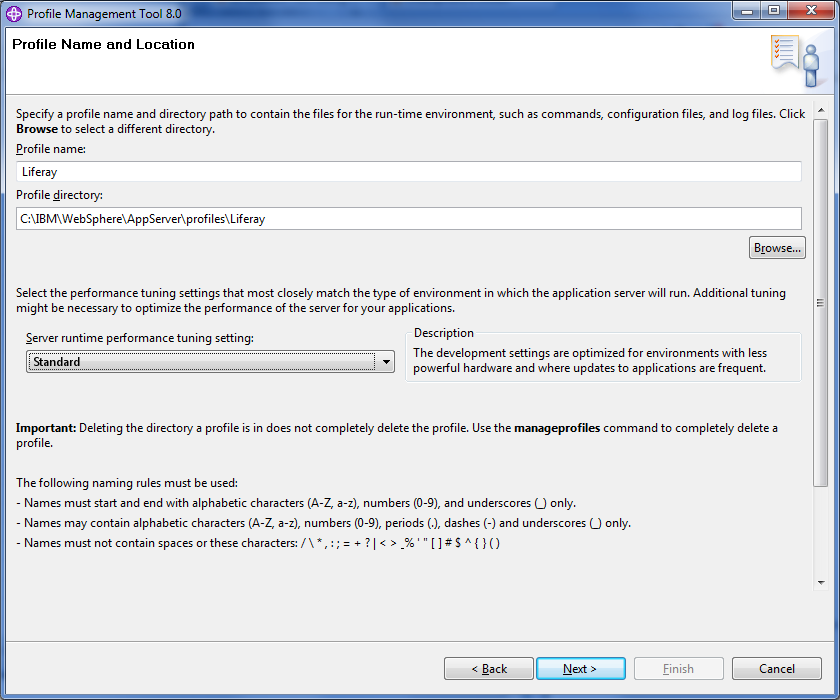 Profile Management Tool 8.0
Profile Name and Location
Specify a profile name and directory path to contain the files for the run-time environment, such as commands, configuration files, and log files. Click
Browse to select a different directory.
Profile name:
Liferay
Profile directory:
C:\IBM\WebSphere\AppServer\profiles\Liferay
Browse...
Select the performance tuning settings that most closely match the type of environment in which the application server will run. Additional tuning
might be necessary to optimize the performance of the server for your applications.
Server runtime performance tuning setting:
Standard
Description
The development settings are optimized for environments with less
powerful hardware and where updates to applications are frequent.
Important: Deleting the directory a profile is in does not completely delete the profile. Use the manageprofiles command to completely delete a
profile.
The following naming rules must be used:
- Names must start and end with alphabetic characters (A-Z, a-z), numbers (0-9), and underscores (_) only.
- Names may contain alphabetic characters (A-Z, a-z), numbers (0-9), periods (.), dashes (-) and underscores (_) only.
- Names must not contain spaces or these characters: / \ * , : ; = + ? | < > _% ' " [ ] # $ ^ { } ( )
< Back
Next >
Finish
Cancel